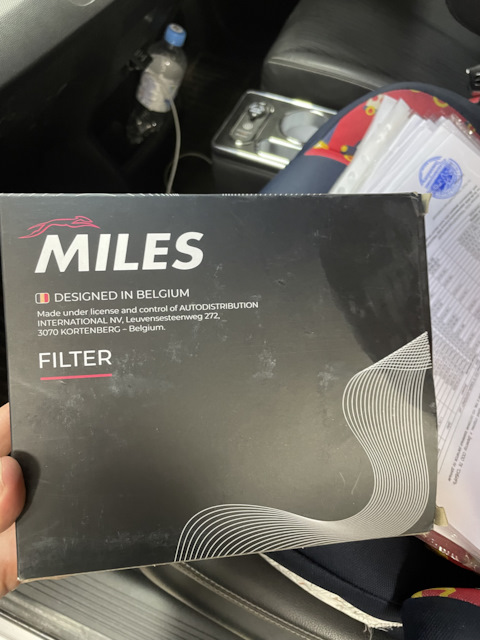 MILES
DESIGNED IN BELGIUM
Made under license and control of AUTODISTRIBUTION
INTERNATIONAL NV, Leuvensesteenweg 272,
3070 KORTENBERG – Belgium.
FILTER